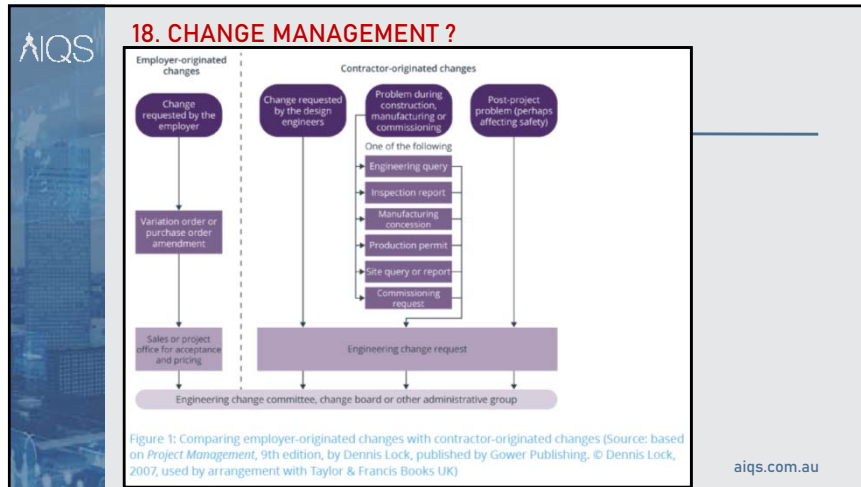 AIQS
18. CHANGE MANAGEMENT ?
Employer-originated
changes
Contractor-originated changes
Change
requested by the
employer
Change requested
by the design
engineers
Problem during
construction,
manufacturing or
commissioning
Post-project
problem (perhaps
affecting safety)
One of the following
Engineering query
Inspection report
Manufacturing
concession
Production permit
Site query or report
Commissioning
request
Variation order or
purchase order
amendment
Sales or project
office for acceptance
and pricing
Engineering change request
Engineering change committee, change board or other administrative group
Figure 1: Comparing employer-originated changes with contractor-originated changes (Source: based
on Project Management, 9th edition, by Dennis Lock, published by Gower Publishing. © Dennis Lock,
2007, used by arrangement with Taylor & Francis Books UK)
aiqs.com.au